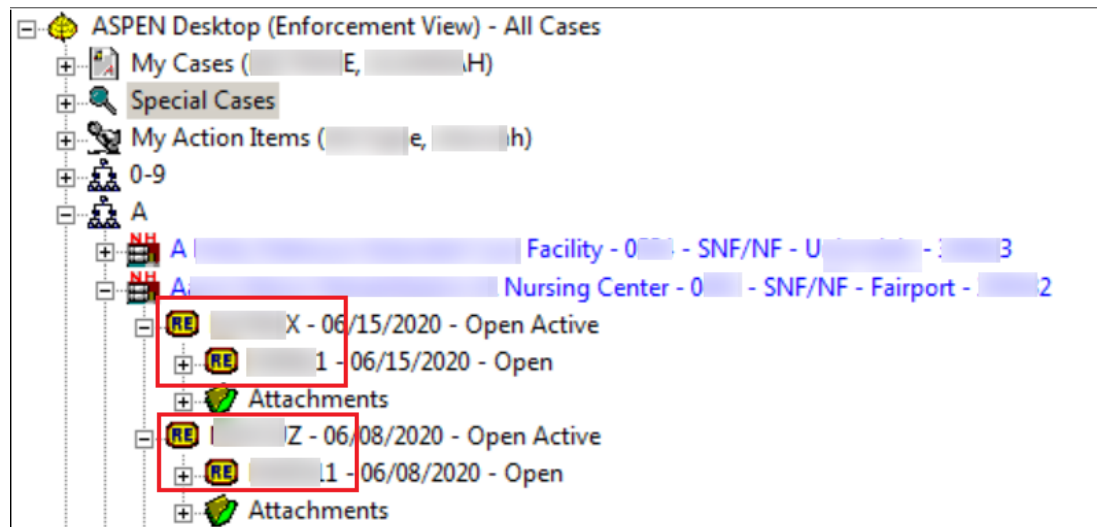 ASPEN Desktop (Enforcement View) - All Cases
My Cases ( E, H)
Special Cases
My Action Items ( e, h)
0-9
A
NH A Facility - 0 - SNF/NF - U - 3
NH A Nursing Center - 0 - SNF/NF - Fairport - 2
RE X - 06/15/2020 - Open Active
RE 1 - 06/15/2020 - Open
Attachments
RE UZ - 06/08/2020 - Open Active
RE 11 - 06/08/2020 - Open
Attachments